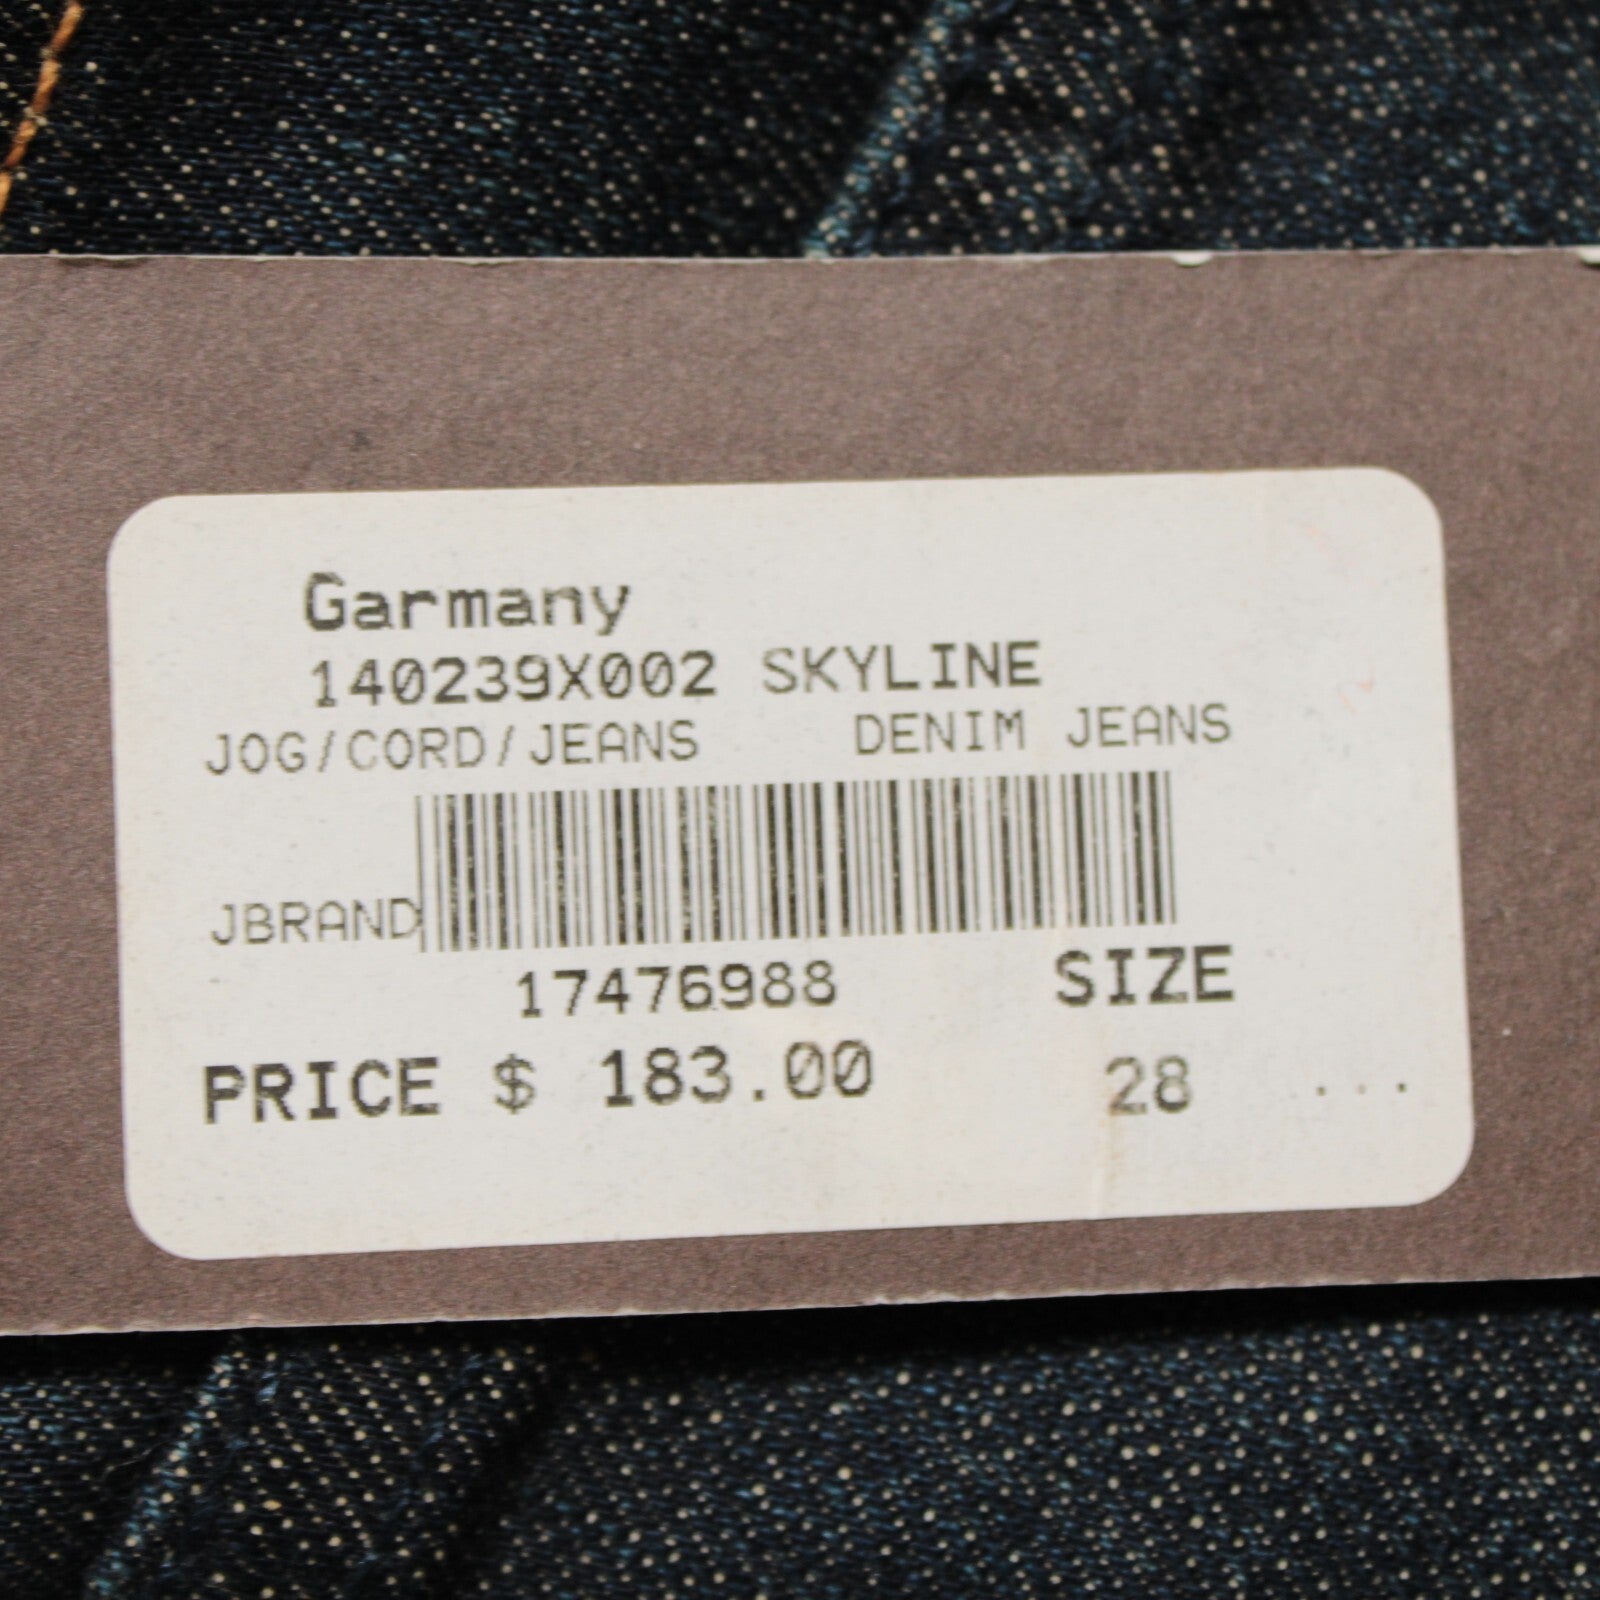 Garmany
140239X002 SKYLINE
JOG/CORD/JEANS DENIM JEANS
JBRAND
17476988 SIZE
PRICE $ 183.00 28 ...